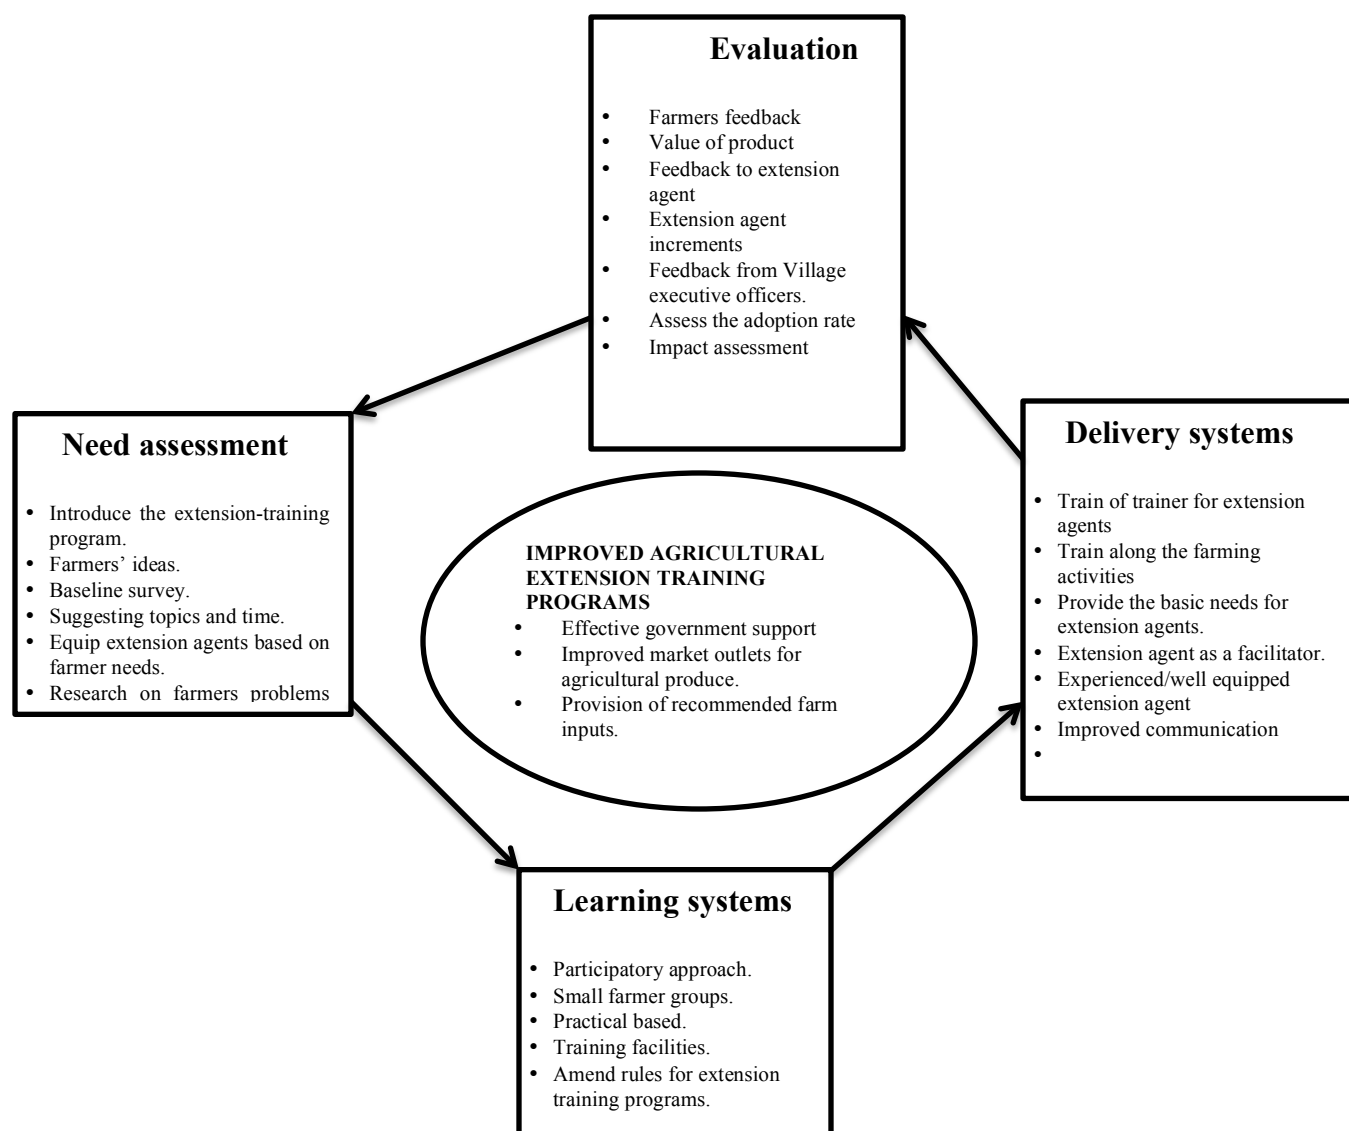 Evaluation
• Farmers feedback
• Value of product
• Feedback to extension
agent
• Extension agent
increments
• Feedback from Village
executive officers.
• Assess the adoption rate
• Impact assessment
Need assessment
• Introduce the extension-training
program.
• Farmers’ ideas.
• Baseline survey.
• Suggesting topics and time.
• Equip extension agents based on
farmer needs.
• Research on farmers problems
IMPROVED AGRICULTURAL
EXTENSION TRAINING
PROGRAMS
• Effective government support
• Improved market outlets for
agricultural produce.
• Provision of recommended farm
inputs.
Delivery systems
• Train of trainer for extension
agents
• Train along the farming
activities
• Provide the basic needs for
extension agents.
• Extension agent as a facilitator.
• Experienced/well equipped
extension agent
• Improved communication
•
Learning systems
• Participatory approach.
• Small farmer groups.
• Practical based.
• Training facilities.
• Amend rules for extension
training programs.